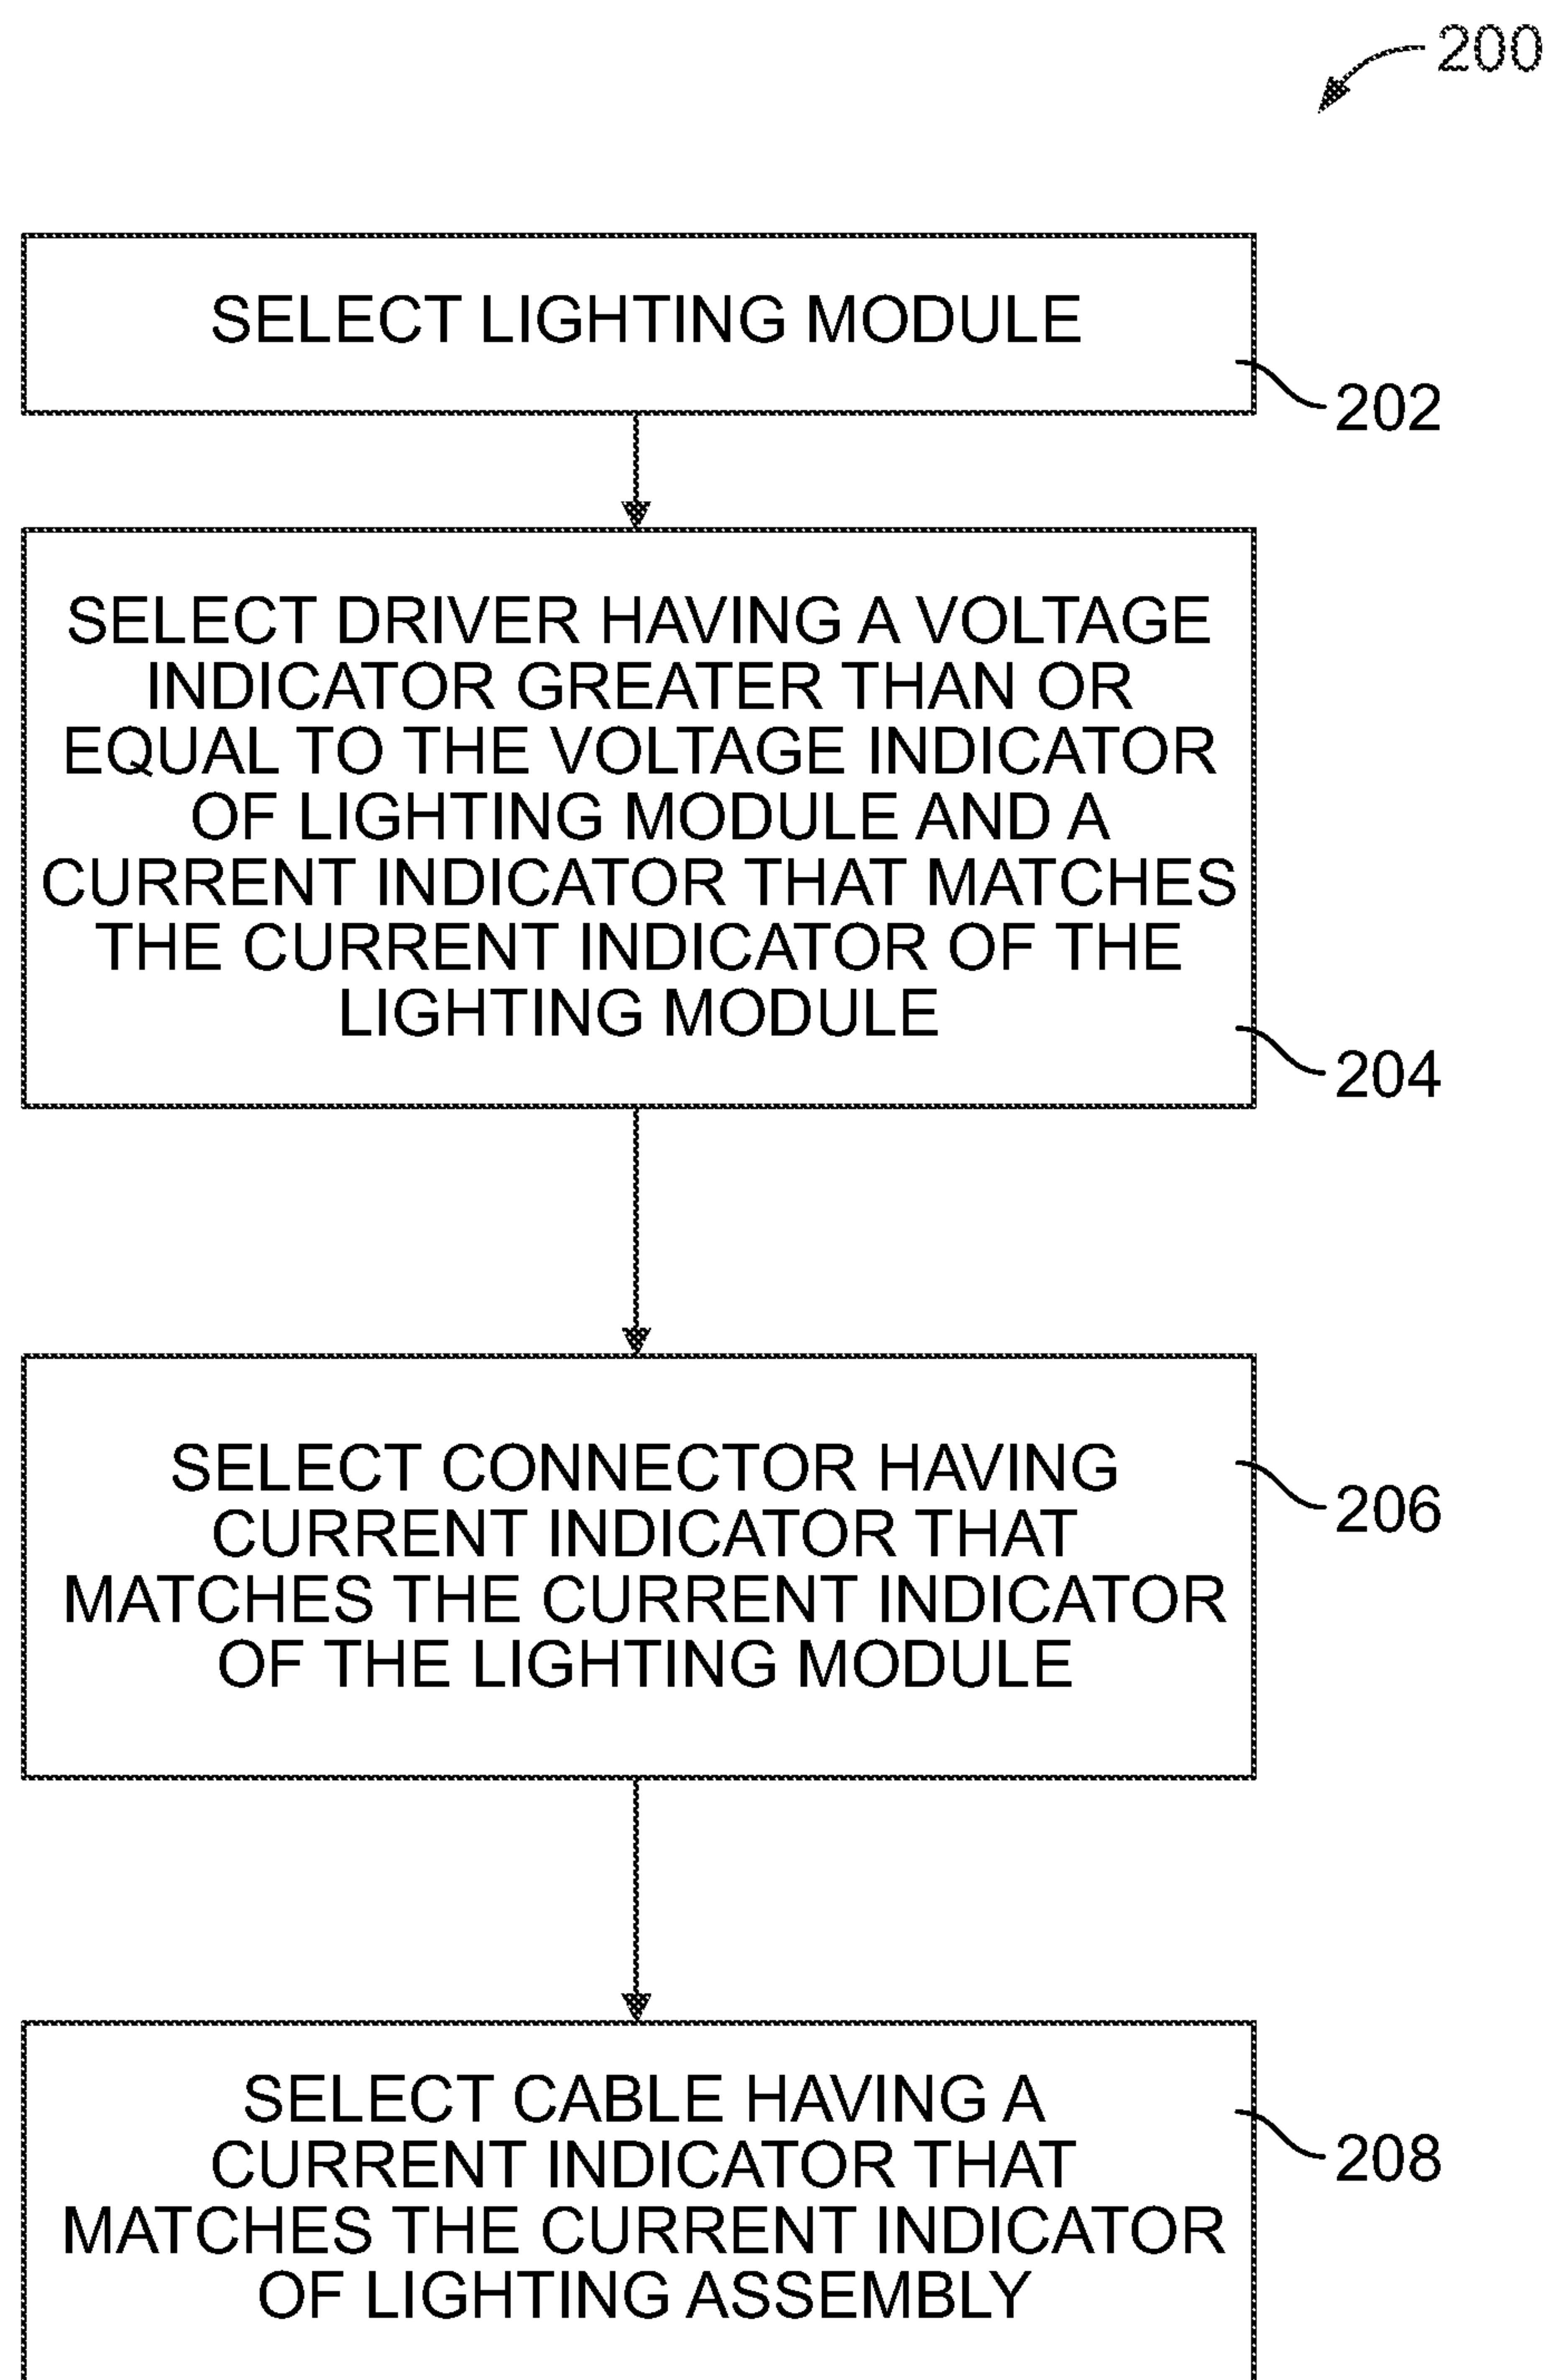 200
SELECT LIGHTING MODULE
202
SELECT DRIVER HAVING A VOLTAGE
INDICATOR GREATER THAN OR
EQUAL TO THE VOLTAGE INDICATOR
OF LIGHTING MODULE AND A
CURRENT INDICATOR THAT MATCHES
THE CURRENT INDICATOR OF THE
LIGHTING MODULE
204
SELECT CONNECTOR HAVING
CURRENT INDICATOR THAT
MATCHES THE CURRENT INDICATOR
OF THE LIGHTING MODULE
206
SELECT CABLE HAVING A
CURRENT INDICATOR THAT
MATCHES THE CURRENT INDICATOR
OF LIGHTING ASSEMBLY
208